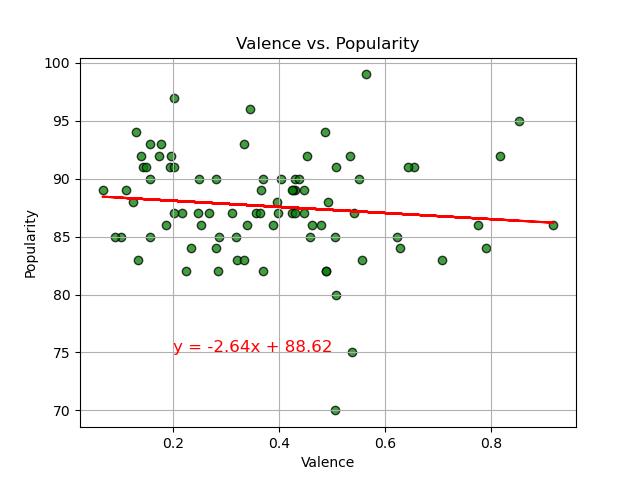 Valence vs. Popularity
100
95
90
85
80
75
70
Popularity
y = -2.64x + 88.62
0.2 0.4 0.6 0.8
Valence